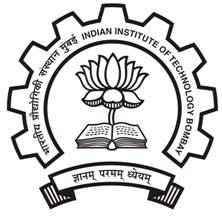 भारतीय प्रौद्योगिकी संस्थान मुंबई
INDIAN INSTITUTE OF TECHNOLOGY BOMBAY
ज्ञानम् परमम् ध्येयम्